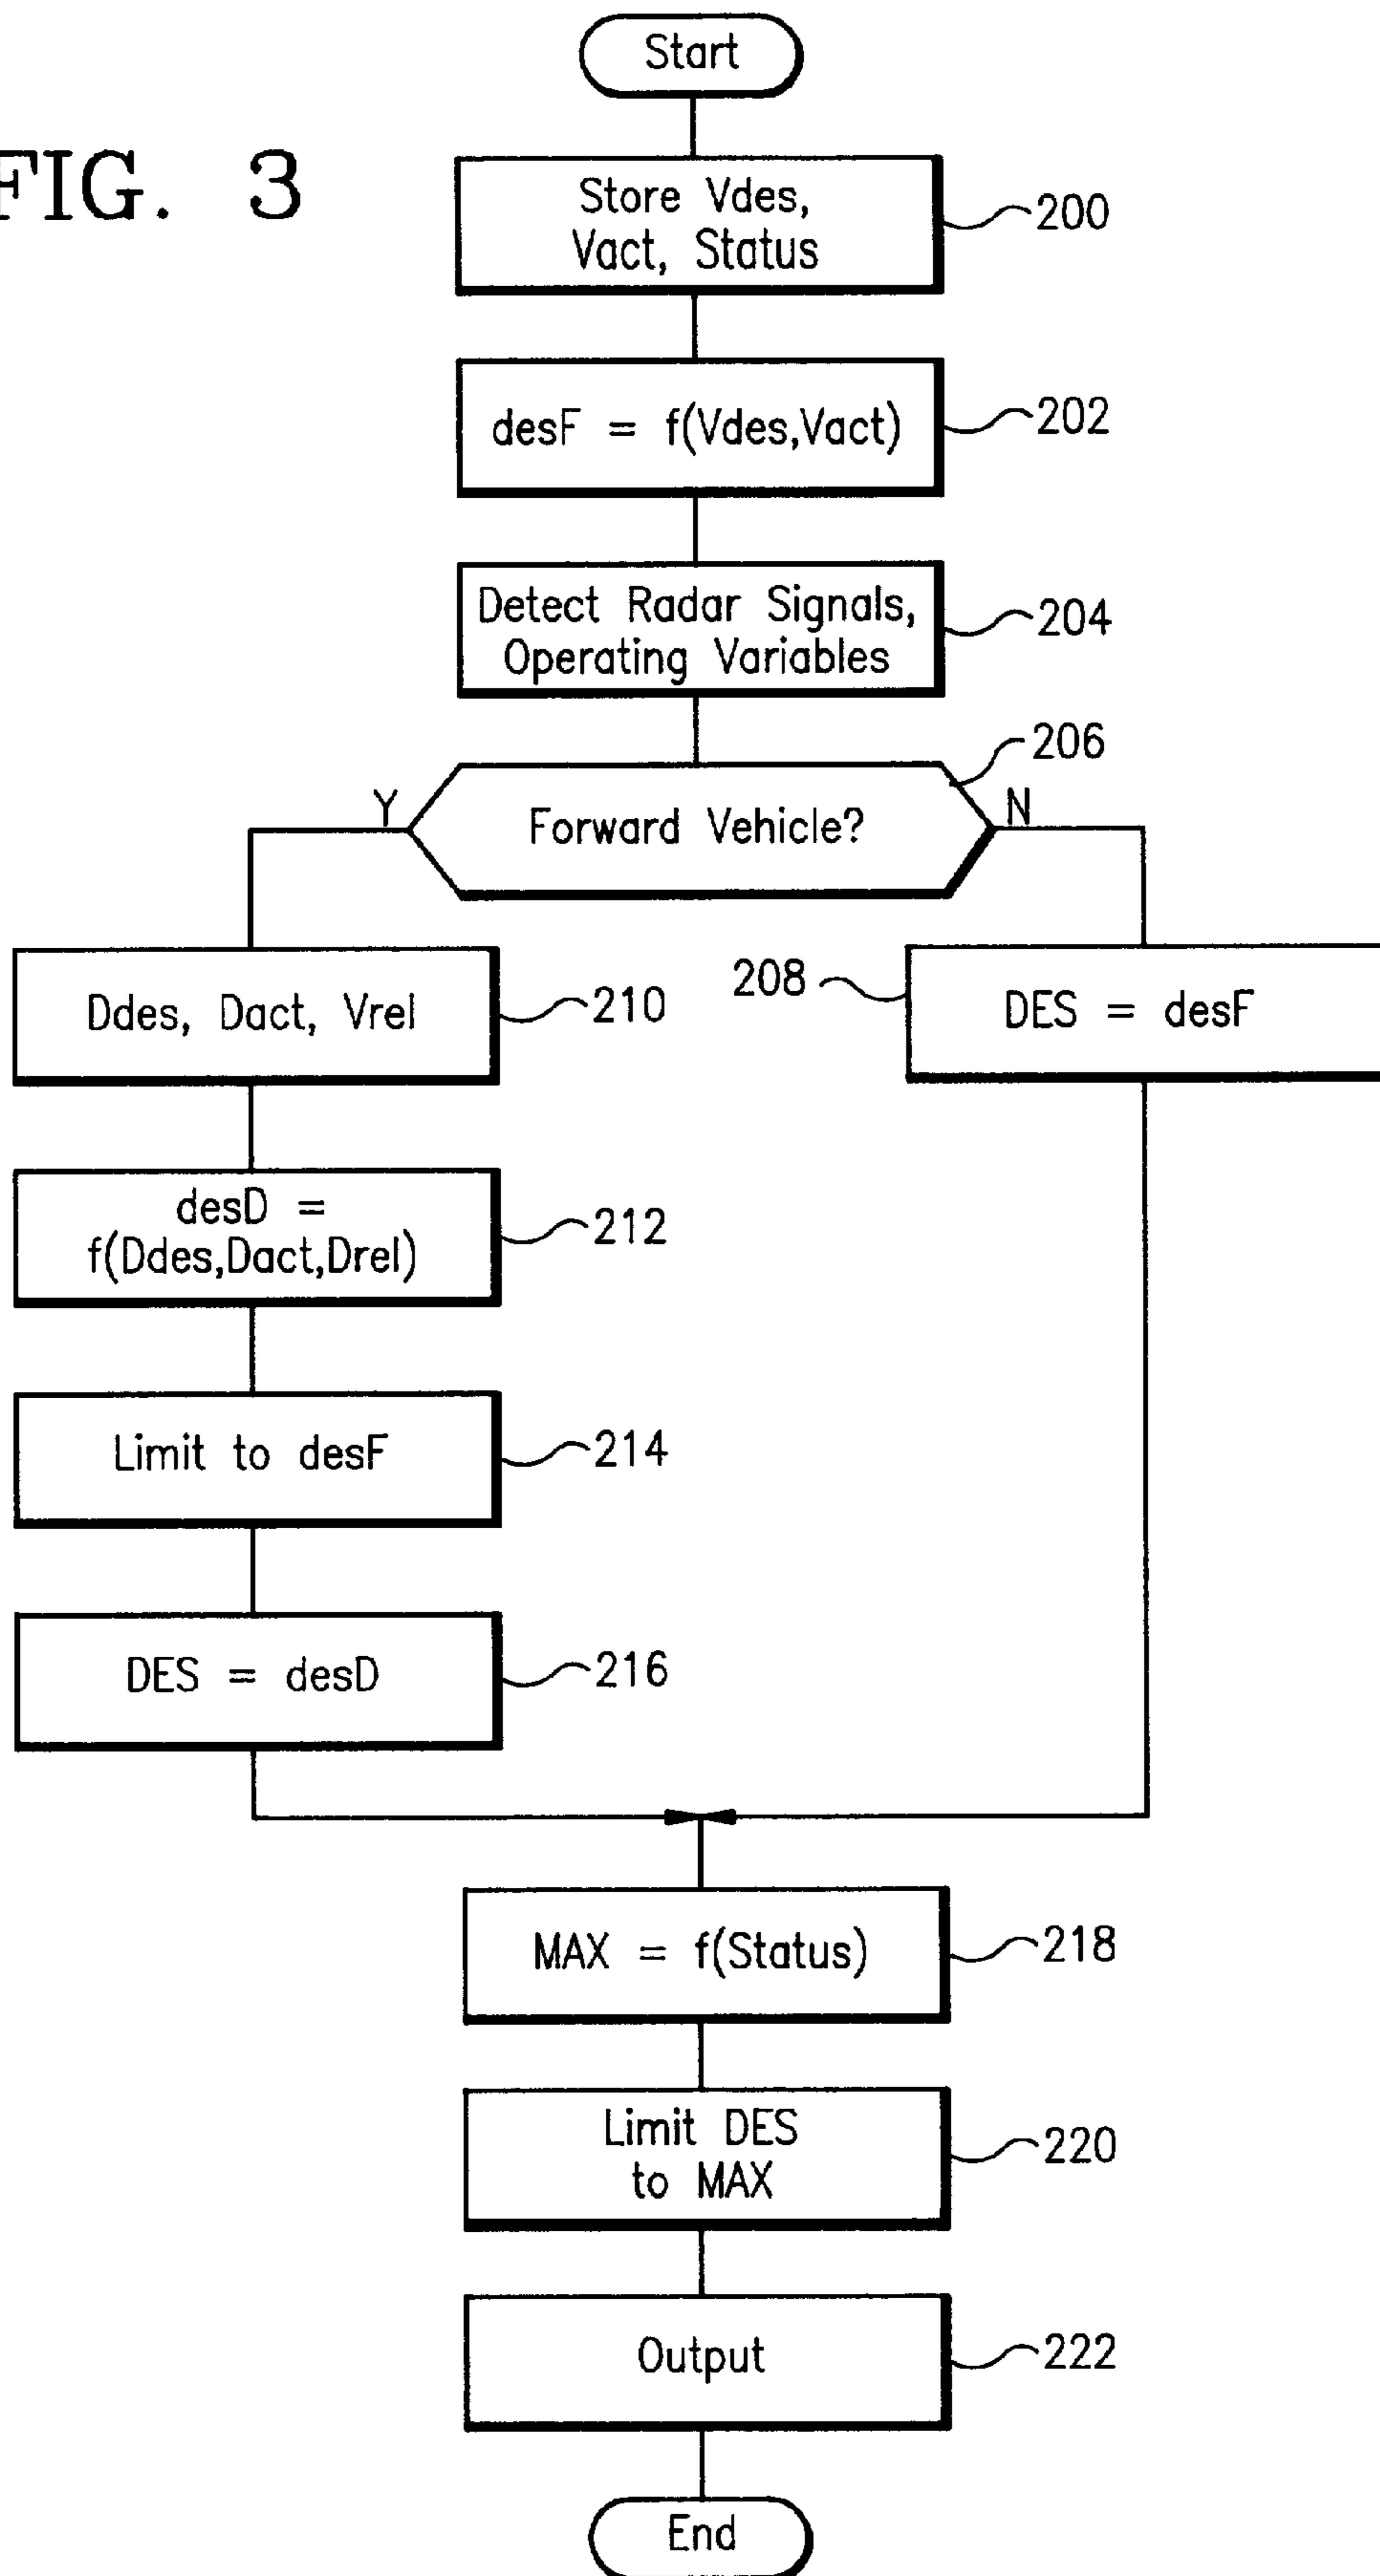 Start
FIG. 3
Store Vdes,
Vact, Status
200
desF = f(Vdes,Vact)
202
Detect Radar Signals,
Operating Variables
204
206
Y
Forward Vehicle?
N
Ddes, Dact, Vrel
210
208
DES = desF
desD =
f(Ddes,Dact,Drel)
212
Limit to desF
214
DES = desD
216
MAX = f(Status)
218
Limit DES
to MAX
220
Output
222
End